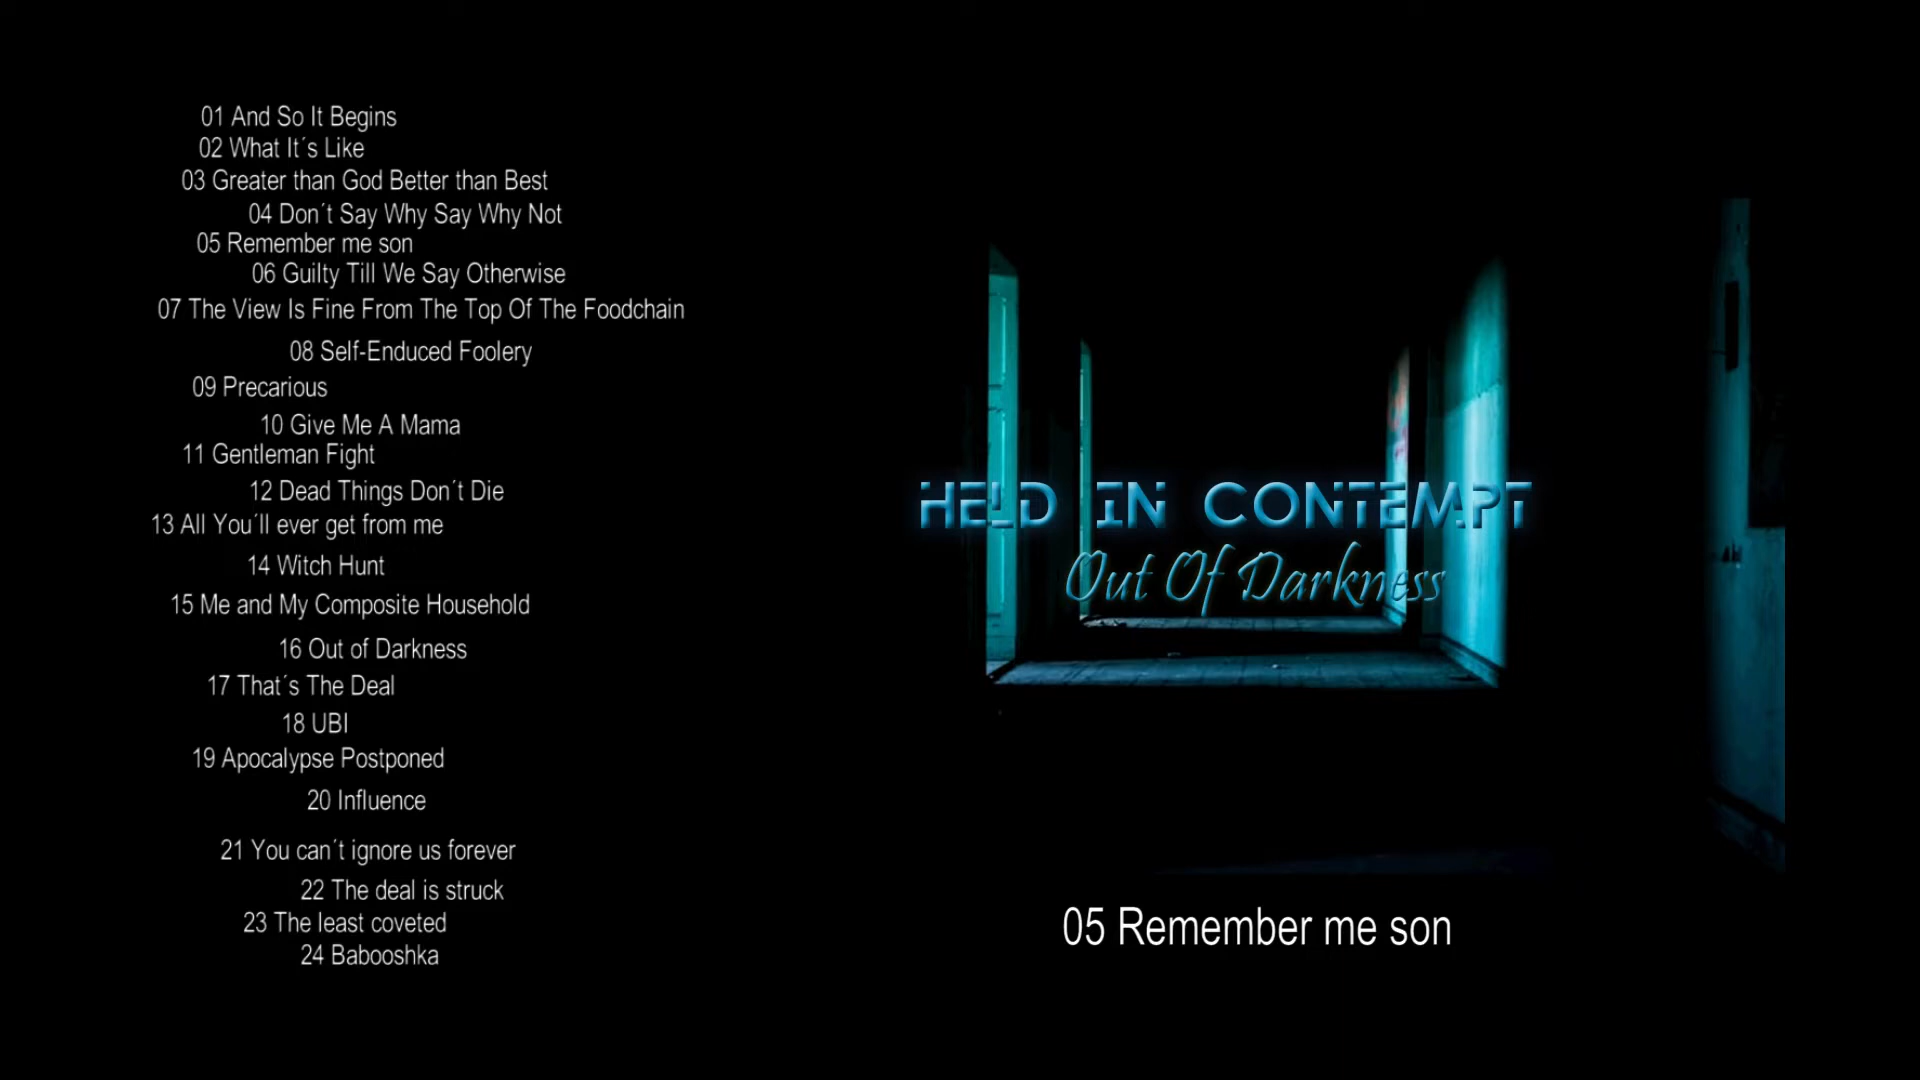 01 And So It Begins
02 What It´s Like
03 Greater than God Better than Best
04 Don´t Say Why Say Why Not
05 Remember me son
06 Guilty Till We Say Otherwise
07 The View Is Fine From The Top Of The Foodchain
08 Self-Enduced Foolery
09 Precarious
10 Give Me A Mama
11 Gentleman Fight
12 Dead Things Don´t Die
13 All You´ll ever get from me
14 Witch Hunt
15 Me and My Composite Household
16 Out of Darkness
17 That´s The Deal
18 UBI
19 Apocalypse Postponed
20 Influence
21 You can´t ignore us forever
22 The deal is struck
23 The least coveted
24 Babooshka
HELD IN CONTEMPT
Out Of Darkness
05 Remember me son